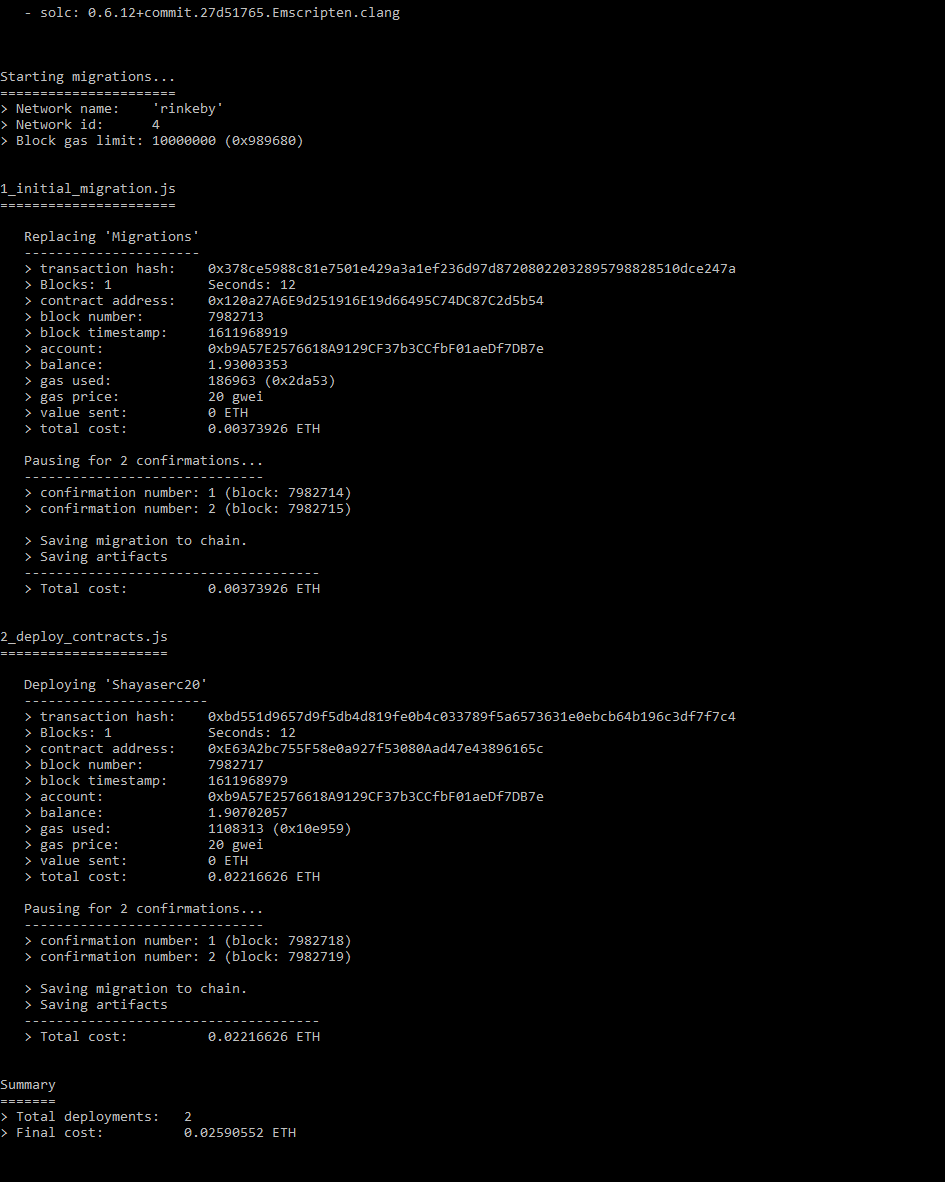 - solc: 0.6.12+commit.27d51765.Emscripten.clang
Starting migrations...
======================
> Network name:    'rinkeby'
> Network id:      4
> Block gas limit: 10000000 (0x989680)
1_initial_migration.js
======================
Replacing 'Migrations'
----------------------
> transaction hash:    0x378ce5988c81e7501e429a3a1ef236d97d87208022032895798828510dce247a
> Blocks: 1            Seconds: 12
> contract address:    0x120a27A6E9d251916E19d66495C74DC87C2d5b54
> block number:        7982713
> block timestamp:     1611968919
> account:             0xb9A57E2576618A9129CF37b3CCfbF01aeDf7DB7e
> balance:             1.93003353
> gas used:            186963 (0x2da53)
> gas price:           20 gwei
> value sent:          0 ETH
> total cost:          0.00373926 ETH
Pausing for 2 confirmations...
------------------------------
> confirmation number: 1 (block: 7982714)
> confirmation number: 2 (block: 7982715)
> Saving migration to chain.
> Saving artifacts
-------------------------------------
> Total cost:          0.00373926 ETH
2_deploy_contracts.js
=====================
Deploying 'Shayaserc20'
-----------------------
> transaction hash:    0xbd551d9657d9f5db4d819fe0b4c033789f5a6573631e0ebcb64b196c3df7f7c4
> Blocks: 1            Seconds: 12
> contract address:    0xE63A2bc755F58e0a927f53080Aad47e43896165c
> block number:        7982717
> block timestamp:     1611968979
> account:             0xb9A57E2576618A9129CF37b3CCfbF01aeDf7DB7e
> balance:             1.90702057
> gas used:            1108313 (0x10e959)
> gas price:           20 gwei
> value sent:          0 ETH
> total cost:          0.02216626 ETH
Pausing for 2 confirmations...
------------------------------
> confirmation number: 1 (block: 7982718)
> confirmation number: 2 (block: 7982719)
> Saving migration to chain.
> Saving artifacts
-------------------------------------
> Total cost:          0.02216626 ETH
Summary
=======
> Total deployments:   2
> Final cost:          0.02590552 ETH